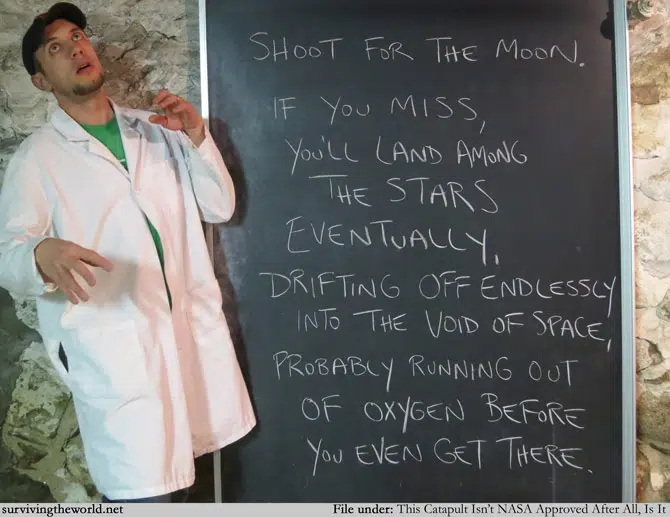 SHOOT FOR THE MOON.
IF YOU MISS,
YOU'LL LAND AMONG
THE STARS
EVENTUALLY,
DRIFTING OFF ENDLESSLY
INTO THE VOID OF SPACE,
PROBABLY RUNNING OUT
OF OXYGEN BEFORE
YOU EVEN GET THERE.
survivingtheworld.net File under: This Catapult Isn't NASA Approved After All, Is It